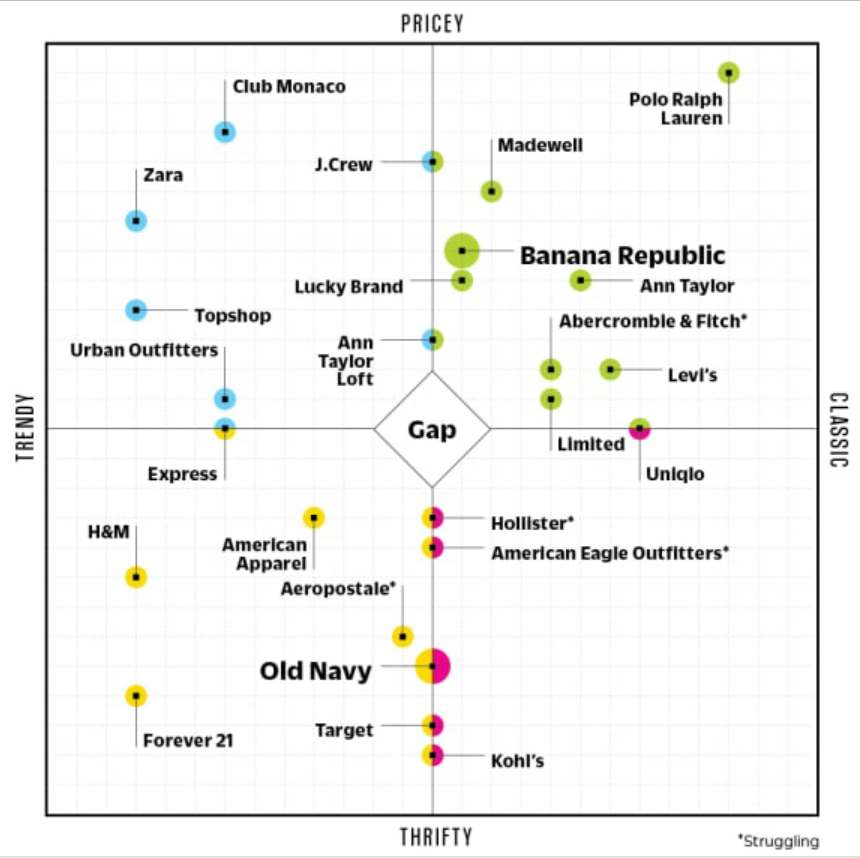 PRICEY
Club Monaco
Polo Ralph
Lauren
Madewell
J.Crew
Zara
Banana Republic
Lucky Brand
Ann Taylor
Topshop
Abercrombie & Fitch*
Ann
Taylor
Loft
Urban Outfitters
Levi's
TRENDY
Gap
CLASSIC
Limited
Express
Uniqlo
Hollister*
H&M
American
Apparel
American Eagle Outfitters*
Aeropostale*
Old Navy
Target
Forever 21
Kohl's
THRIFTY
*Struggling